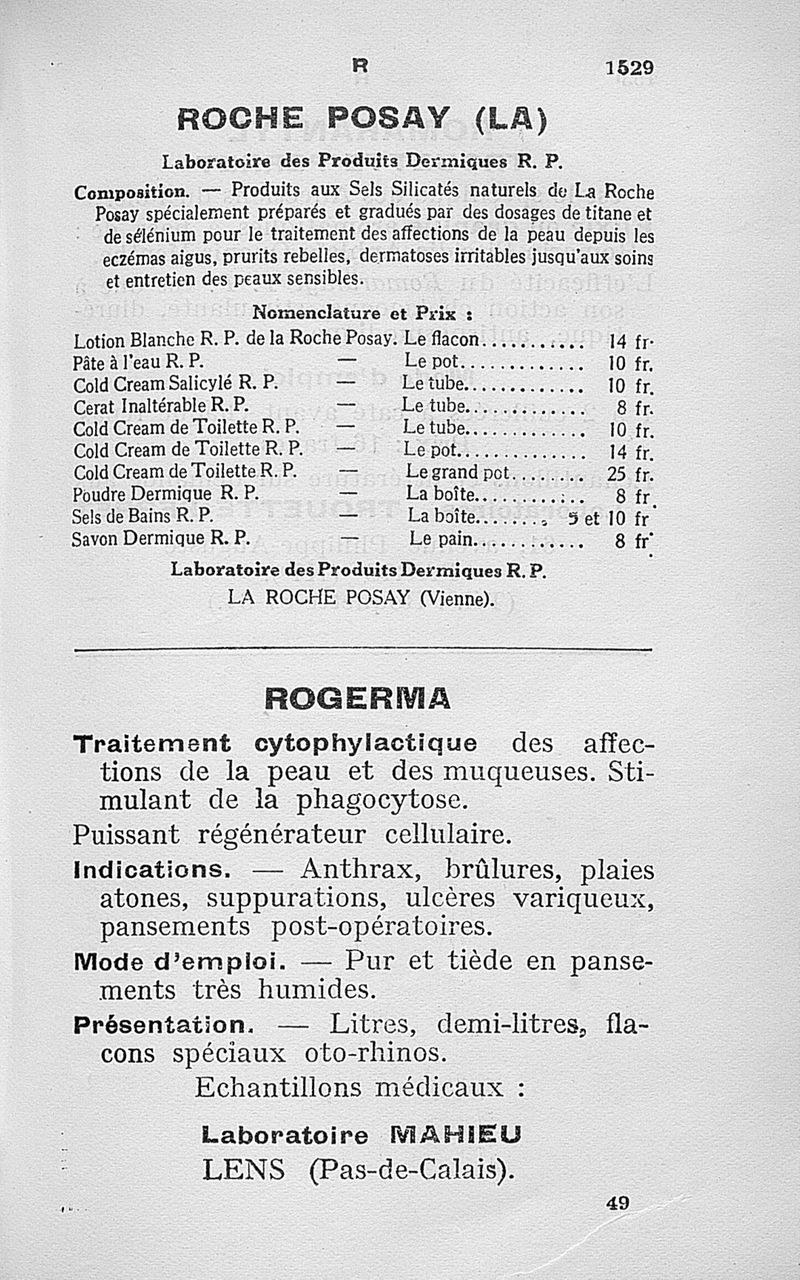 R 1529
ROCHE POSAY (LA)
Laboratoire des Produits Dermiques R. P.
Composition. — Produits aux Sels Silicatés naturels de La Roche
Posay spécialement préparés et gradués par des dosages de titane et
de sélénium pour le traitement des affections de la peau depuis les
eczémas aigus, prurits rebelles, dermatoses irritables jusqu'aux soins
et entretien des peaux sensibles.
Nomenclature et Prix :
Lotion Blanche R. P. de la Roche Posay. Le flacon........... 14 fr.
Pâte à l'eau R. P. — Le pot.............. 10 fr.
Cold Cream Salicylé R. P. — Le tube............. 10 fr.
Cerat Inaltérable R. P. — Le tube............. 8 fr.
Cold Cream de Toilette R. P. — Le tube............. 10 fr.
Cold Cream de Toilette R. P. — Le pot.............. 14 fr.
Cold Cream de Toilette R. P. — Le grand pot........ 25 fr.
Poudre Dermique R. P. — La boîte............ 8 fr.
Sels de Bains R. P. — La boîte........ 5 et 10 fr.
Savon Dermique R. P. — Le pain............ 8 fr.
Laboratoire des Produits Dermiques R. P.
LA ROCHE POSAY (Vienne).
ROGERMA
Traitement cytophylactique des affec-
tions de la peau et des muqueuses. Sti-
mulant de la phagocytose.
Puissant régénérateur cellulaire.
Indications. — Anthrax, brûlures, plaies
atones, suppurations, ulcères variqueux,
pansements post-opératoires.
Mode d'emploi. — Pur et tiède en panse-
ments très humides.
Présentation. — Litres, demi-litres, fla-
cons spéciaux oto-rhinos.
Echantillons médicaux :
Laboratoire MAHIEU
LENS (Pas-de-Calais).
49